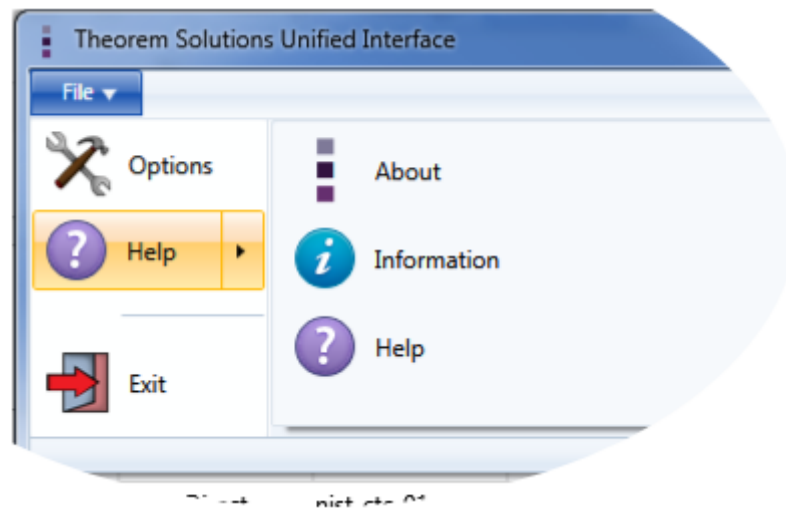 Theorem Solutions Unified Interface
File
Options
About
Help
Information
Help
Exit